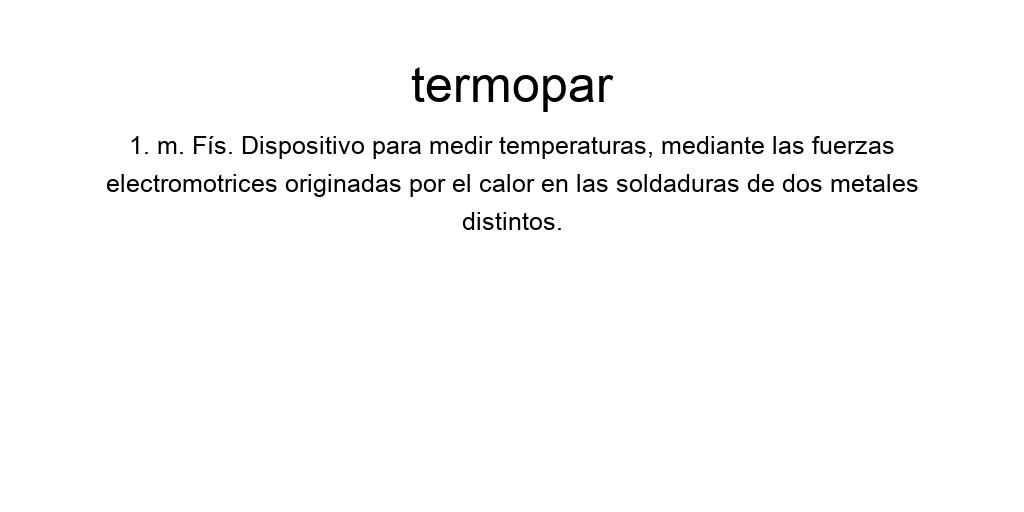 termopar
1. m. Fís. Dispositivo para medir temperaturas, mediante las fuerzas
electromotrices originadas por el calor en las soldaduras de dos metales
distintos.